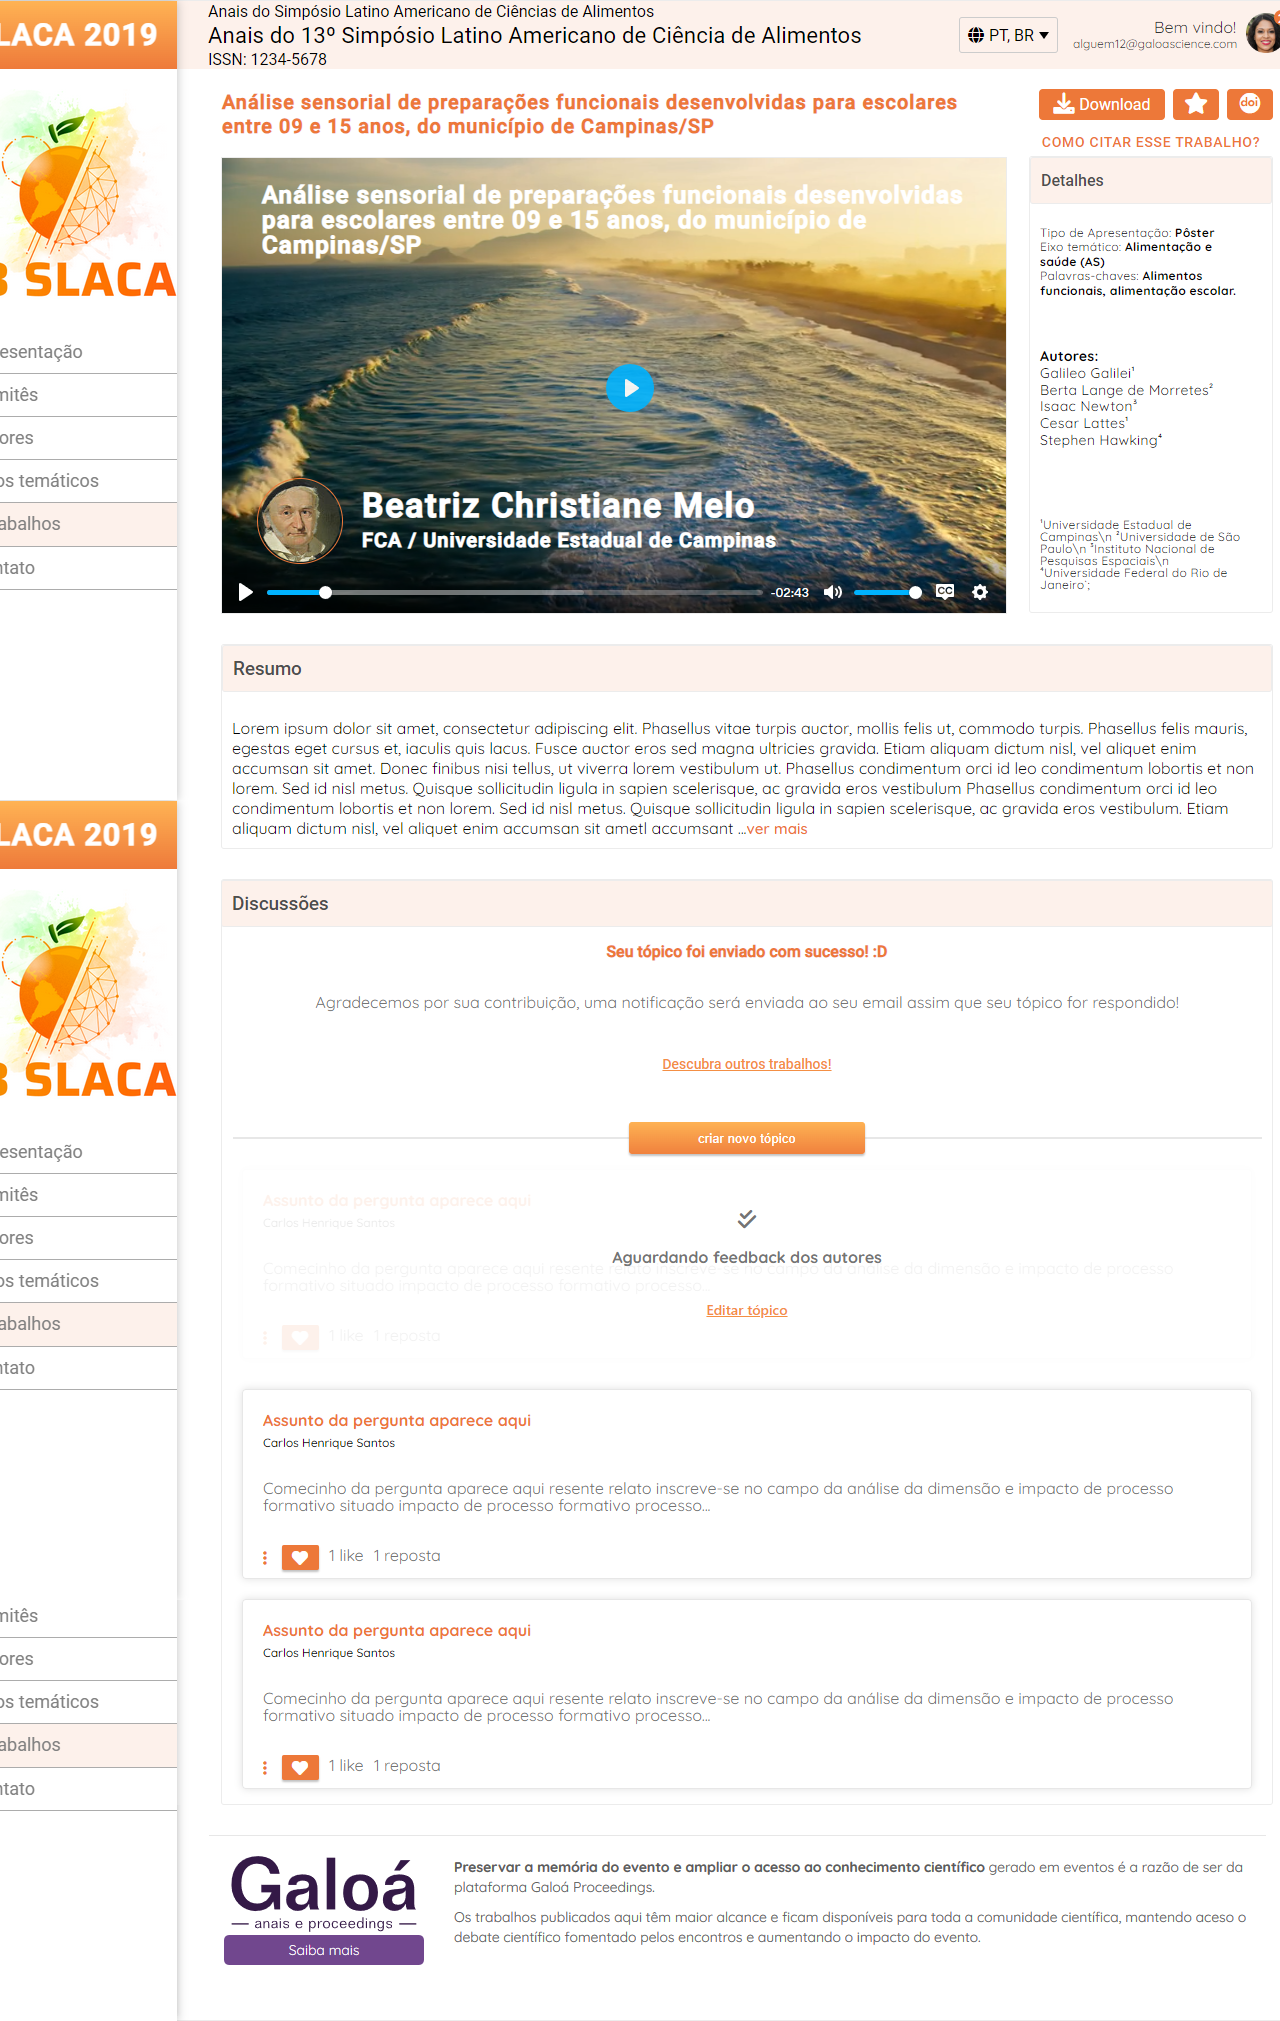 LACA 2019
SLACA
esentação
mitês
ores
os temáticos
abalhos
ntato
LACA 2019
SLACA
esentação
mitês
ores
os temáticos
abalhos
ntato
mitês
ores
os temáticos
abalhos
ntato
Anais do Simpósio Latino Americano de Ciências de Alimentos
Anais do 13º Simpósio Latino Americano de Ciência de Alimentos
ISSN: 1234-5678
PT, BR
Bem vindo!
alguem12@galoascience.com
Análise sensorial de preparações funcionais desenvolvidas para escolares
entre 09 e 15 anos, do município de Campinas/SP
Download
doi
COMO CITAR ESSE TRABALHO?
Análise sensorial de preparações funcionais desenvolvidas
para escolares entre 09 e 15 anos, do município de
Campinas/SP
Beatriz Christiane Melo
FCA / Universidade Estadual de Campinas
-02:43
CC
Detalhes
Tipo de Apresentação: Pôster
Eixo temático: Alimentação e
saúde (AS)
Palavras-chaves: Alimentos
funcionais, alimentação escolar.
Autores:
Galileo Galilei¹
Berta Lange de Morretes²
Isaac Newton³
Cesar Lattes¹
Stephen Hawking⁴
¹Universidade Estadual de
Campinas\n ²Universidade de São
Paulo\n ³Instituto Nacional de
Pesquisas Espaciais\n
⁴Universidade Federal do Rio de
Janeiro¨;
Resumo
Lorem ipsum dolor sit amet, consectetur adipiscing elit. Phasellus vitae turpis auctor, mollis felis ut, commodo turpis. Phasellus felis mauris,
egestas eget cursus et, iaculis quis lacus. Fusce auctor eros sed magna ultricies gravida. Etiam aliquam dictum nisl, vel aliquet enim
accumsan sit amet. Donec finibus nisi tellus, ut viverra lorem vestibulum ut. Phasellus condimentum orci id leo condimentum lobortis et non
lorem. Sed id nisl metus. Quisque sollicitudin ligula in sapien scelerisque, ac gravida eros vestibulum Phasellus condimentum orci id leo
condimentum lobortis et non lorem. Sed id nisl metus. Quisque sollicitudin ligula in sapien scelerisque, ac gravida eros vestibulum. Etiam
aliquam dictum nisl, vel aliquet enim accumsan sit ametl accumsant ...ver mais
Discussões
Seu tópico foi enviado com sucesso! :D
Agradecemos por sua contribuição, uma notificação será enviada ao seu email assim que seu tópico for respondido!
Descubra outros trabalhos!
criar novo tópico
Assunto da pergunta aparece aqui
Carlos Henrique Santos
Aguardando feedback dos autores
Comecinho da pergunta aparece aqui resente relato inscreve-se no campo da análise da dimensão e impacto de processo
formativo situado impacto de processo formativo processo...
Editar tópico
1 like 1 reposta
Assunto da pergunta aparece aqui
Carlos Henrique Santos
Comecinho da pergunta aparece aqui resente relato inscreve-se no campo da análise da dimensão e impacto de processo
formativo situado impacto de processo formativo processo...
1 like 1 reposta
Assunto da pergunta aparece aqui
Carlos Henrique Santos
Comecinho da pergunta aparece aqui resente relato inscreve-se no campo da análise da dimensão e impacto de processo
formativo situado impacto de processo formativo processo...
1 like 1 reposta
Galoá
anais e proceedings
Saiba mais
Preservar a memória do evento e ampliar o acesso ao conhecimento científico gerado em eventos é a razão de ser da
plataforma Galoá Proceedings.
Os trabalhos publicados aqui têm maior alcance e ficam disponíveis para toda a comunidade científica, mantendo aceso o
debate científico fomentado pelos encontros e aumentando o impacto do evento.